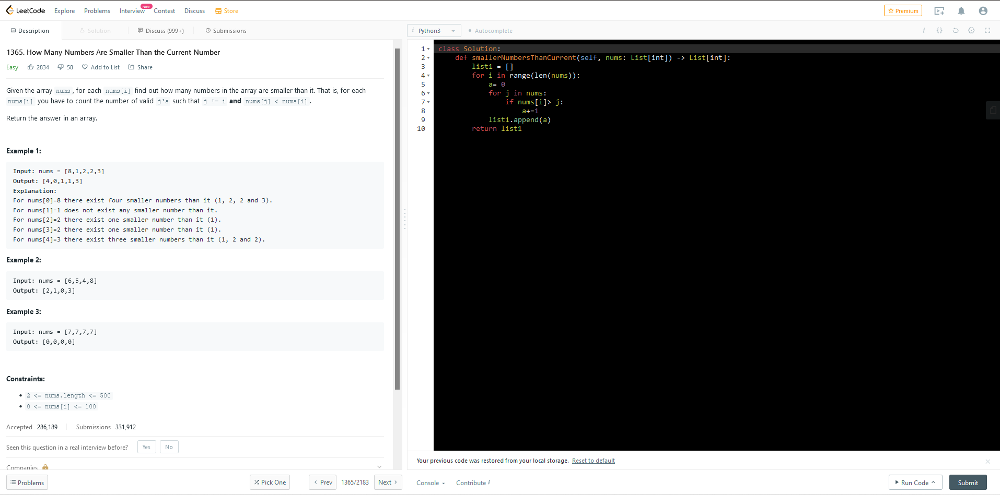 LeetCode Explore Problems Interview New Contest Discuss Store Premium
Description Solution Discuss (999+) Submissions
1365. How Many Numbers Are Smaller Than the Current Number
Easy 2834 58 Add to List Share
Given the array nums, for each nums[i] find out how many numbers in the array are smaller than it. That is, for each
nums[i] you have to count the number of valid j's such that j != i and nums[j] < nums[i].
Return the answer in an array.
Example 1:
Input: nums = [8,1,2,2,3]
Output: [4,0,1,1,3]
Explanation:
For nums[0]=8 there exist four smaller numbers than it (1, 2, 2 and 3).
For nums[1]=1 does not exist any smaller number than it.
For nums[2]=2 there exist one smaller number than it (1).
For nums[3]=2 there exist one smaller number than it (1).
For nums[4]=3 there exist three smaller numbers than it (1, 2 and 2).
Example 2:
Input: nums = [6,5,4,8]
Output: [2,1,0,3]
Example 3:
Input: nums = [7,7,7,7]
Output: [0,0,0,0]
Constraints:
• 2 <= nums.length <= 500
• 0 <= nums[i] <= 100
Accepted 286,189 Submissions 331,912
Seen this question in a real interview before? Yes No
Companies
Problems Pick One Prev 1365/2183 Next
i Python3 • Autocomplete i {}
1 class Solution:
2 def smallerNumbersThanCurrent(self, nums: List[int]) -> List[int]:
3 list1 = []
4 for i in range(len(nums)):
5 a= 0
6 for j in nums:
7 if nums[i]> j:
8 a+=1
9 list1.append(a)
10 return list1
Your previous code was restored from your local storage. Reset to default
Console Contribute i Run Code Submit